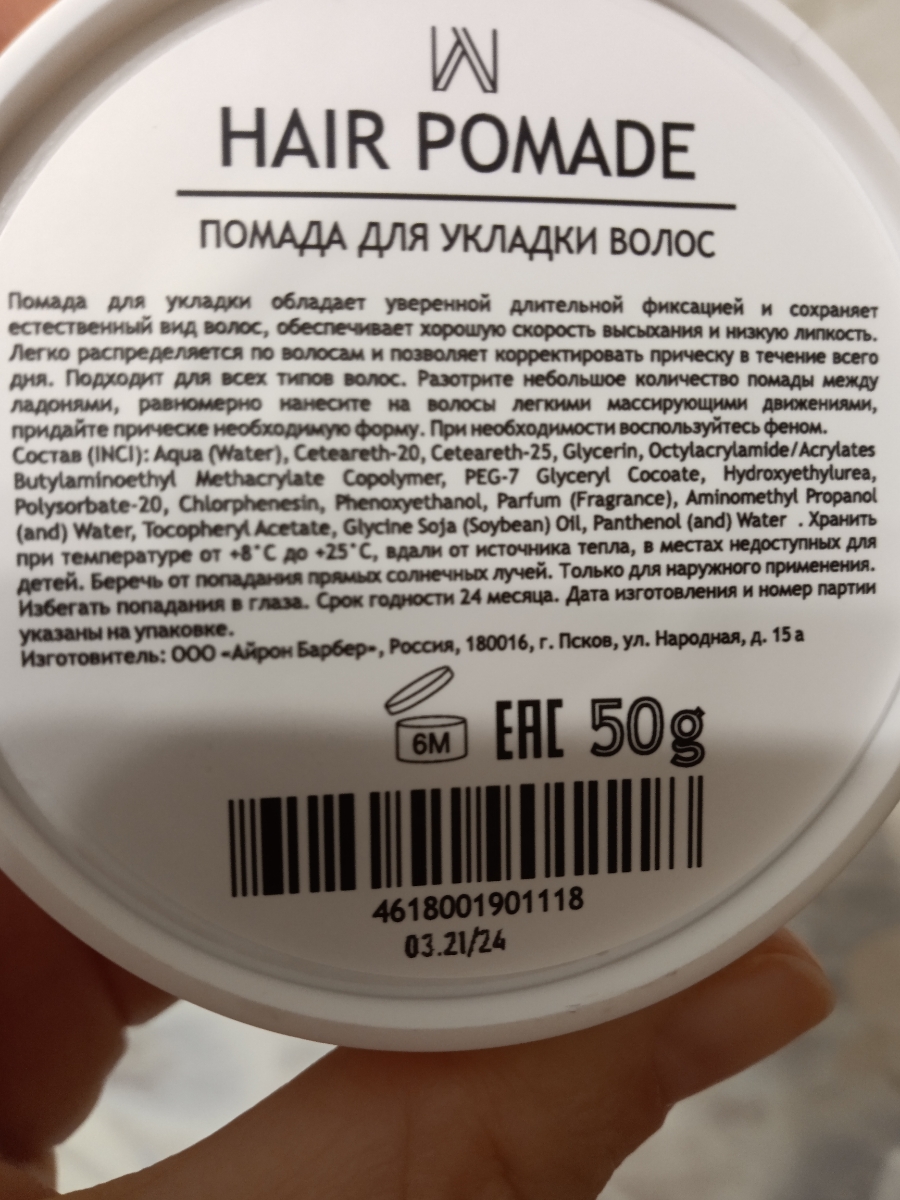 HAIR POMADE
ПОМАДА ДЛЯ УКЛАДКИ ВОЛОС
Помада для укладки обладает уверенной длительной фиксацией и сохраняет
естественный вид волос, обеспечивает хорошую скорость высыхания и низкую липкость.
Легко распределяется по волосам и позволяет корректировать прическу в течение всего
дня. Подходит для всех типов волос. Разотрите небольшое количество помады между
ладонями, равномерно нанесите на волосы легкими массирующими движениями,
придайте прическе необходимую форму. При необходимости воспользуйтесь феном.
Состав (INCI): Aqua (Water), Ceteareth-20, Ceteareth-25, Glycerin, Octylacrylamide/Acrylates
Butylaminoethyl Methacrylate Copolymer, PEG-7 Glyceryl Cocoate, Hydroxyethylurea,
Polysorbate-20, Chlorphenesin, Phenoxyethanol, Parfum (Fragrance), Aminomethyl Propanol
(and) Water, Tocopheryl Acetate, Glycine Soja (Soybean) Oil, Panthenol (and) Water . Хранить
при температуре от +8°C до +25°C, вдали от источника тепла, в местах недоступных для
детей. Беречь от попадания прямых солнечных лучей. Только для наружного применения.
Избегать попадания в глаза. Срок годности 24 месяца. Дата изготовления и номер партии
указаны на упаковке.
Изготовитель: ООО «Айрон Барбер», Россия, 180016, г. Псков, ул. Народная, д. 15 а
6M EAC 50g
4618001901118
03.21/24